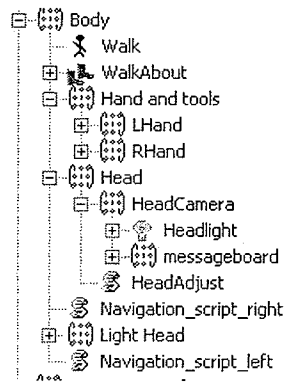 Body
Walk
WalkAbout
Hand and tools
LHand
RHand
Head
HeadCamera
Headlight
messageboard
HeadAdjust
Navigation_script_right
Light Head
Navigation_script_left